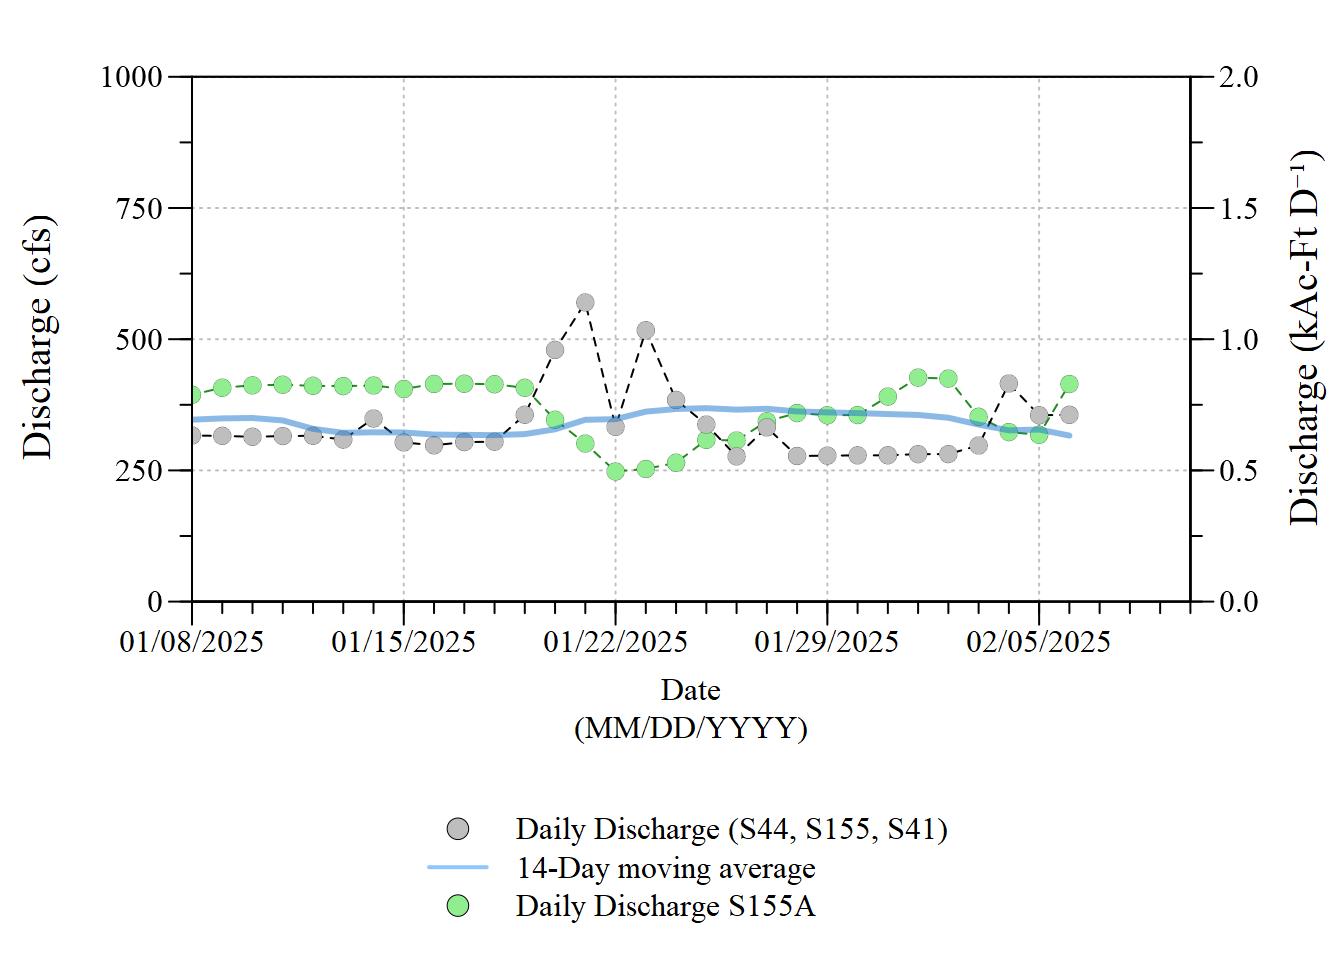 1000
750
500
250
0
Discharge (cfs)
2.0
1.5
1.0
0.5
0.0
Discharge (kAc-Ft D⁻¹)
01/08/2025 01/15/2025 01/22/2025 01/29/2025 02/05/2025
Date
(MM/DD/YYYY)
Daily Discharge (S44, S155, S41)
14-Day moving average
Daily Discharge S155A